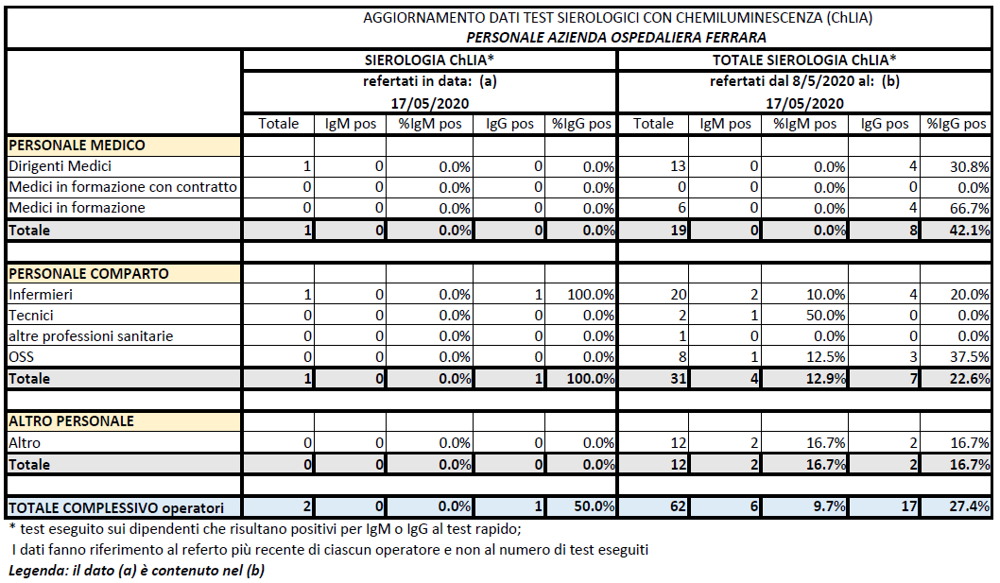 AGGIORNAMENTO DATI TEST SIEROLOGICI CON CHEMILUMINESCENZA (ChLIA)
PERSONALE AZIENDA OSPEDALIERA FERRARA
SIEROLOGIA ChLIA* TOTALE SIEROLOGIA ChLIA*
refertati in data: (a) refertati dal 8/5/2020 al: (b)
17/05/2020 17/05/2020
Totale IgM pos %IgM pos IgG pos %IgG pos Totale IgM pos %IgM pos IgG pos %IgG pos
PERSONALE MEDICO
Dirigenti Medici 1 0 0.0% 0 0.0% 13 0 0.0% 4 30.8%
Medici in formazione con contratto 0 0 0.0% 0 0.0% 0 0 0.0% 0 0.0%
Medici in formazione 0 0 0.0% 0 0.0% 6 0 0.0% 4 66.7%
Totale 1 0 0.0% 0 0.0% 19 0 0.0% 8 42.1%
PERSONALE COMPARTO
Infermieri 1 0 0.0% 1 100.0% 20 2 10.0% 4 20.0%
Tecnici 0 0 0.0% 0 0.0% 2 1 50.0% 0 0.0%
altre professioni sanitarie 0 0 0.0% 0 0.0% 1 0 0.0% 0 0.0%
OSS 0 0 0.0% 0 0.0% 8 1 12.5% 3 37.5%
Totale 1 0 0.0% 1 100.0% 31 4 12.9% 7 22.6%
ALTRO PERSONALE
Altro 0 0 0.0% 0 0.0% 12 2 16.7% 2 16.7%
Totale 0 0 0.0% 0 0.0% 12 2 16.7% 2 16.7%
TOTALE COMPLESSIVO operatori 2 0 0.0% 1 50.0% 62 6 9.7% 17 27.4%
* test eseguito sui dipendenti che risultano positivi per IgM o IgG al test rapido;
I dati fanno riferimento al referto più recente di ciascun operatore e non al numero di test eseguiti
Legenda: il dato (a) è contenuto nel (b)